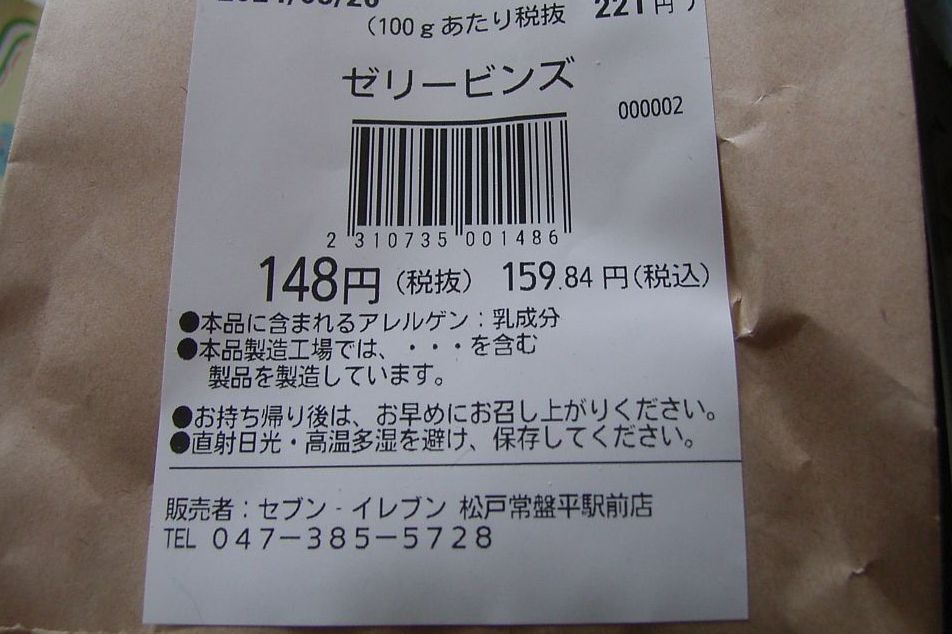 (100gあたり税抜 221円)
ゼリービンズ
000002
2 310735 001486
148円(税抜) 159.84円(税込)
●本品に含まれるアレルゲン:乳成分
●本品製造工場では、・・・を含む
製品を製造しています。
●お持ち帰り後は、お早めにお召し上がりください。
●直射日光・高温多湿を避け、保存してください。
販売者:セブン‐イレブン 松戸常盤平駅前店
TEL 047-385-5728